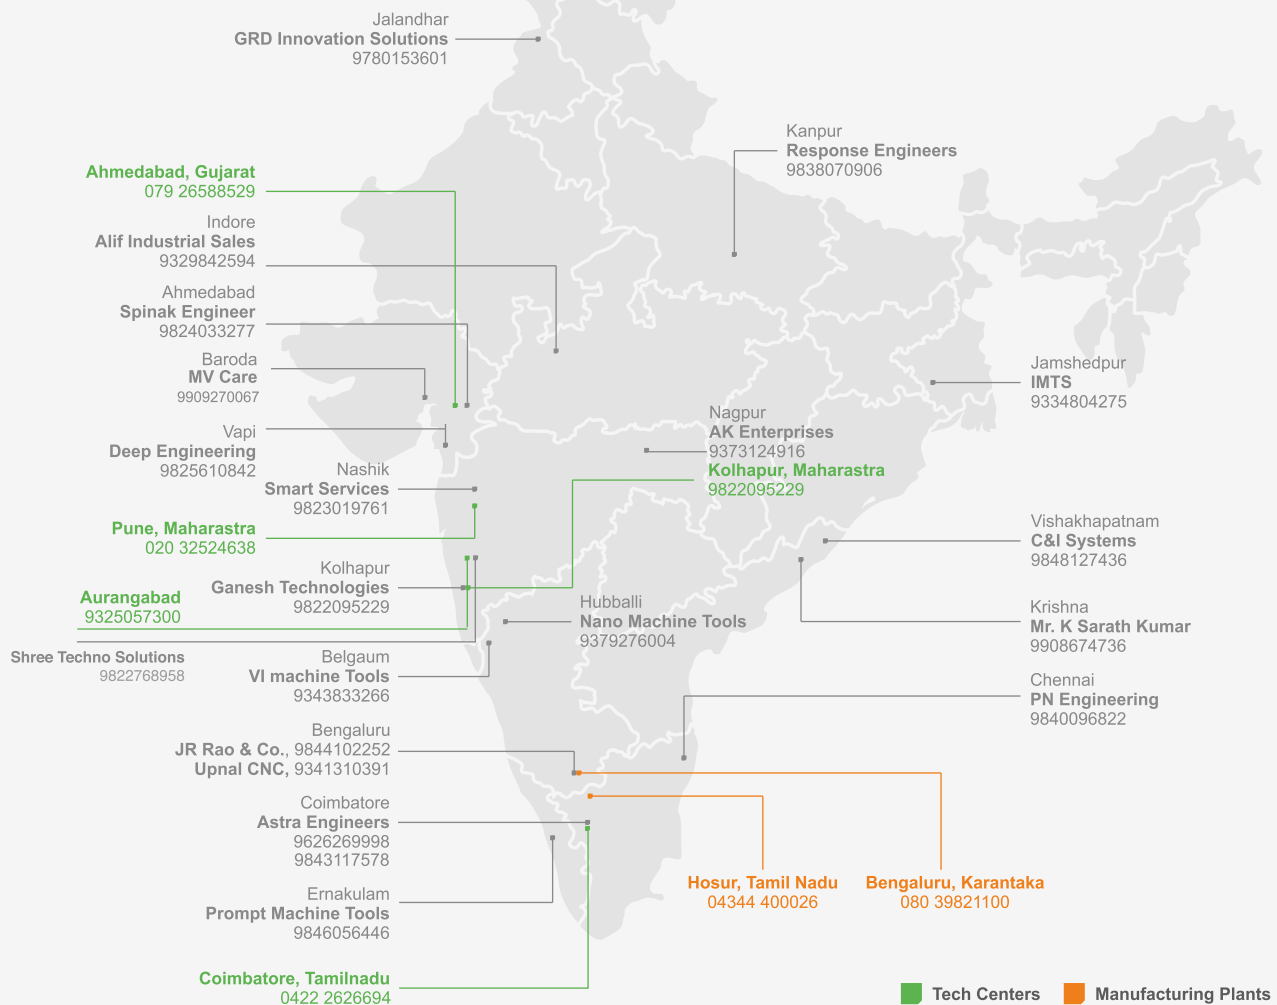 Jalandhar
GRD Innovation Solutions
9780153601
Kanpur
Response Engineers
9838070906
Ahmedabad, Gujarat
079 26588529
Indore
Alif Industrial Sales
9329842594
Ahmedabad
Spinak Engineer
9824033277
Baroda
MV Care
9909270067
Jamshedpur
IMTS
9334804275
Vapi
Deep Engineering
9825610842
Nagpur
AK Enterprises
9373124916
Kolhapur, Maharastra
9822095229
Nashik
Smart Services
9823019761
Pune, Maharastra
020 32524638
Vishakhapatnam
C&I Systems
9848127436
Kolhapur
Ganesh Technologies
9822095229
Aurangabad
9325057300
Hubballi
Nano Machine Tools
9379276004
Krishna
Mr. K Sarath Kumar
9908674736
Shree Techno Solutions
9822768958
Belgaum
VI machine Tools
9343833266
Chennai
PN Engineering
9840096822
Bengaluru
JR Rao & Co., 9844102252
Upnal CNC, 9341310391
Coimbatore
Astra Engineers
9626269998
9843117578
Ernakulam
Prompt Machine Tools
9846056446
Hosur, Tamil Nadu
04344 400026
Bengaluru, Karantaka
080 39821100
Coimbatore, Tamilnadu
0422 2626694
Tech Centers
Manufacturing Plants